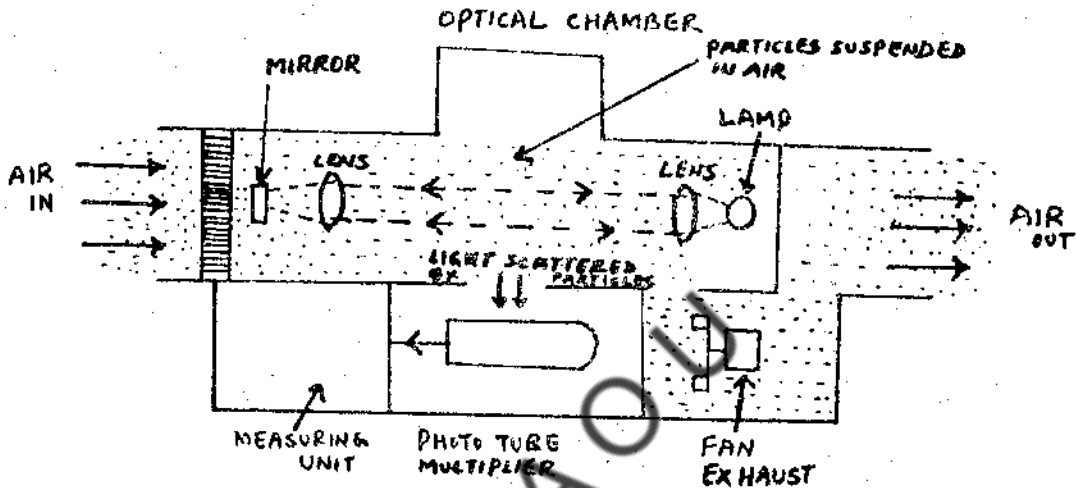 OPTICAL CHAMBER
PARTICLES SUSPENDED
IN AIR
MIRROR
LAMP
LENS
LENS
AIR
IN
AIR
OUT
LIGHT SCATTERED
BY PARTICLES
MEASURING
UNIT
PHOTO TUBE
MULTIPLIER
FAN
EXHAUST